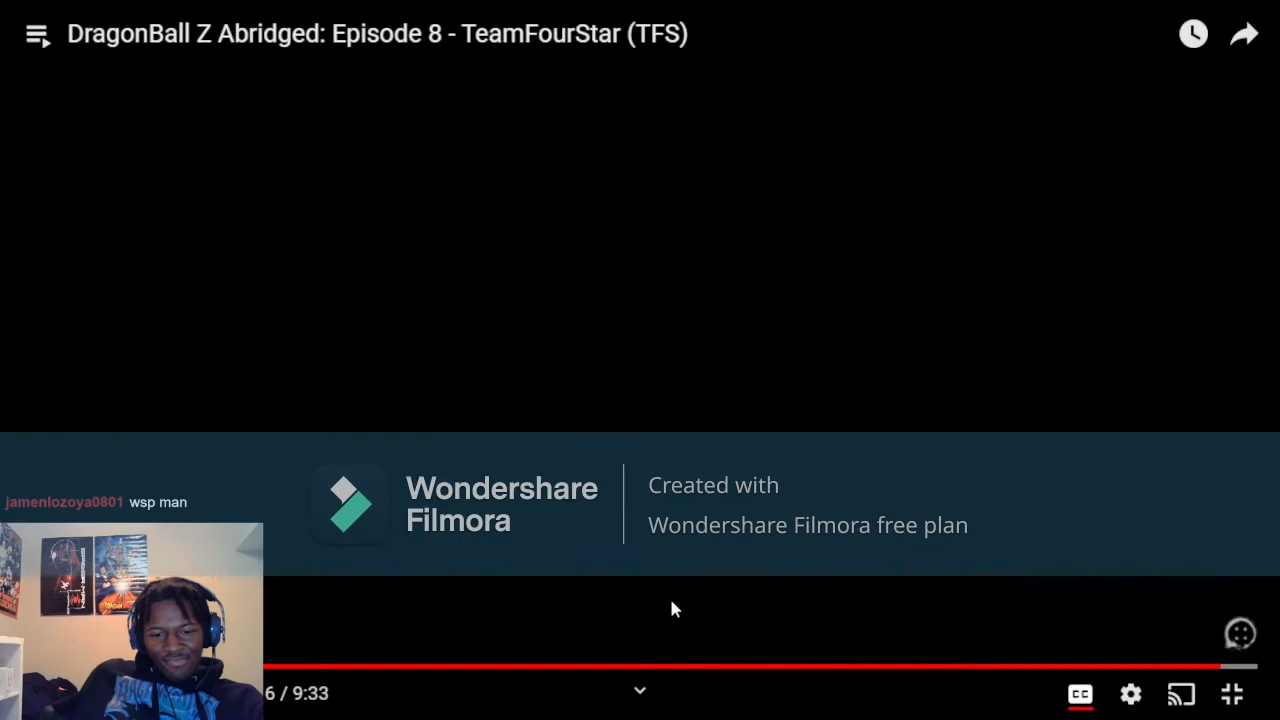 DragonBall Z Abridged: Episode 8 - TeamFourStar (TFS)
Wondershare
Filmora
Created with
Wondershare Filmora free plan
jamenlozoya0801 wsp man
6 / 9:33
CC